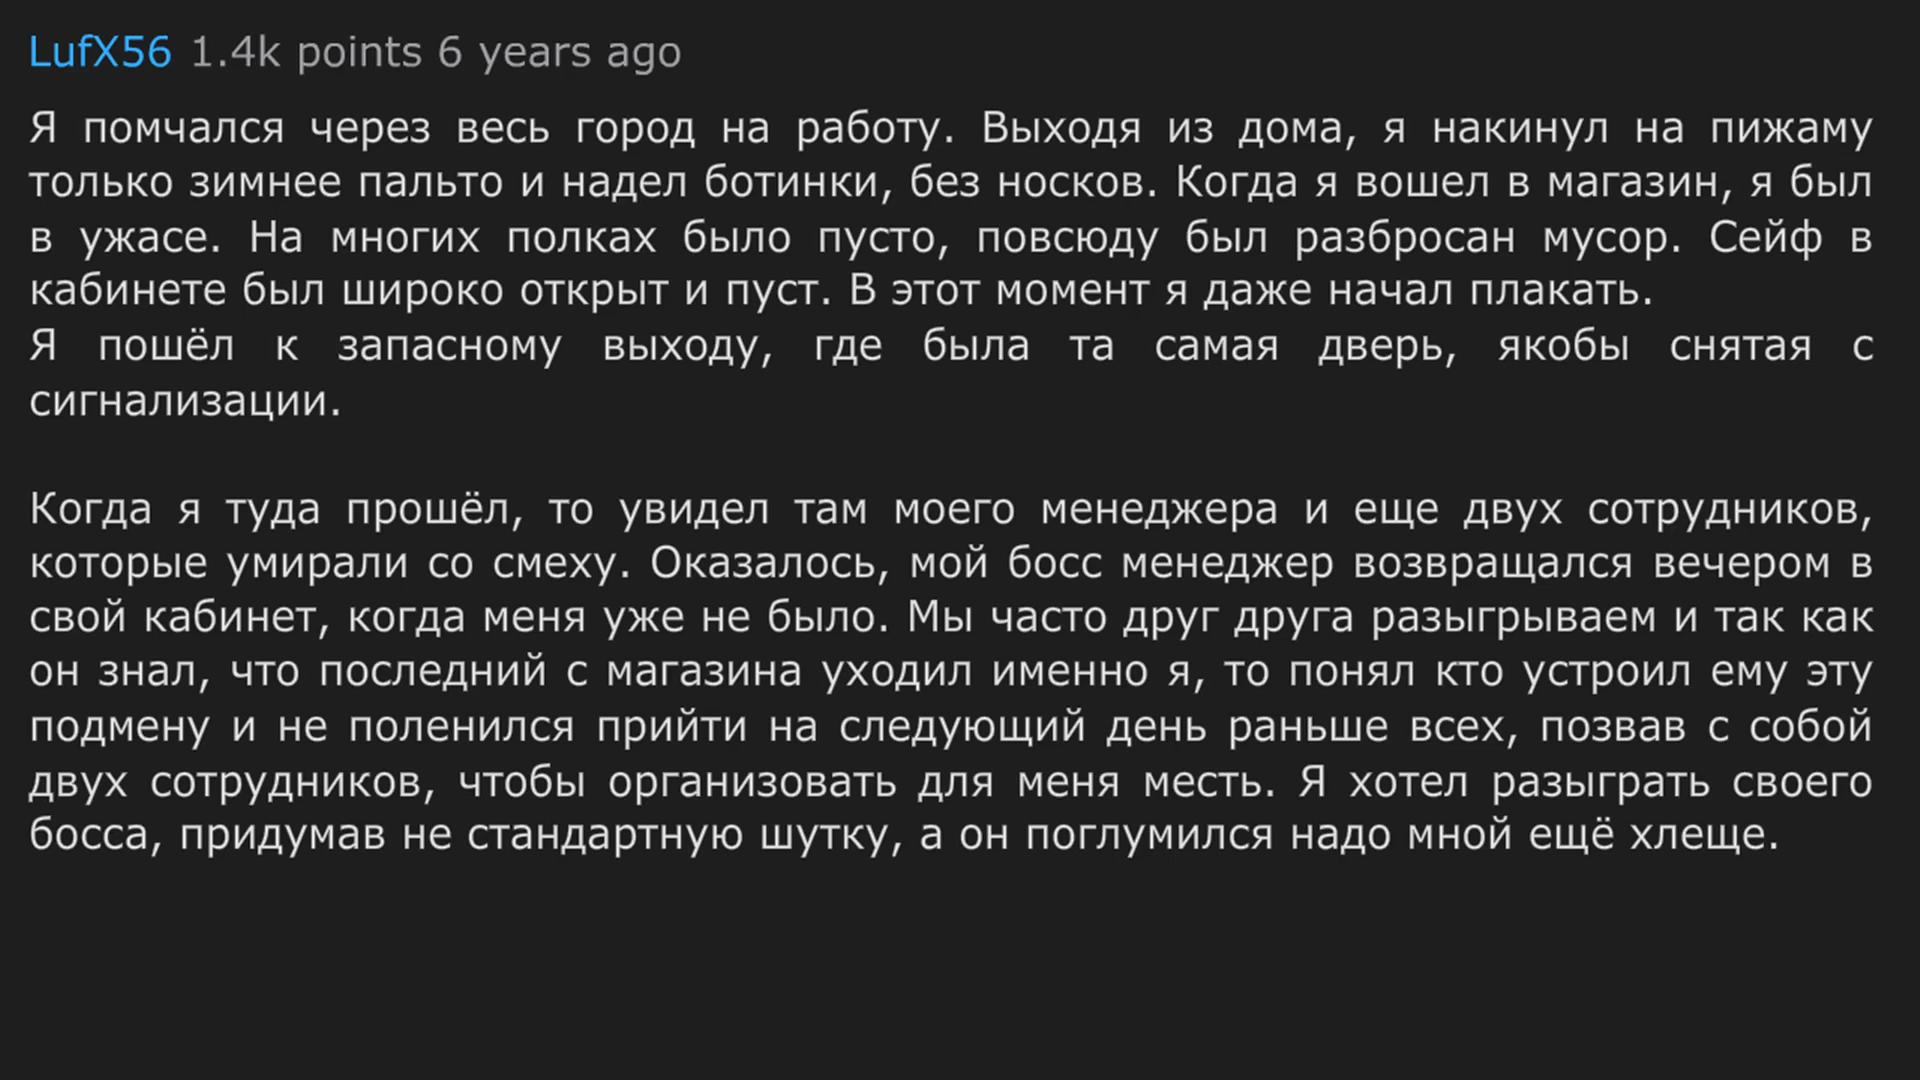 LufX56 1.4k points 6 years ago
Я помчался через весь город на работу. Выходя из дома, я накинул на пижаму
только зимнее пальто и надел ботинки, без носков. Когда я вошел в магазин, я был
в ужасе. На многих полках было пусто, повсюду был разбросан мусор. Сейф в
кабинете был широко открыт и пуст. В этот момент я даже начал плакать.
Я пошёл к запасному выходу, где была та самая дверь, якобы снятая с
сигнализации.
Когда я туда прошёл, то увидел там моего менеджера и еще двух сотрудников,
которые умирали со смеху. Оказалось, мой босс менеджер возвращался вечером в
свой кабинет, когда меня уже не было. Мы часто друг друга разыгрываем и так как
он знал, что последний с магазина уходил именно я, то понял кто устроил ему эту
подмену и не поленился прийти на следующий день раньше всех, позвав с собой
двух сотрудников, чтобы организовать для меня месть. Я хотел разыграть своего
босса, придумав не стандартную шутку, а он поглумился надо мной ещё хлеще.